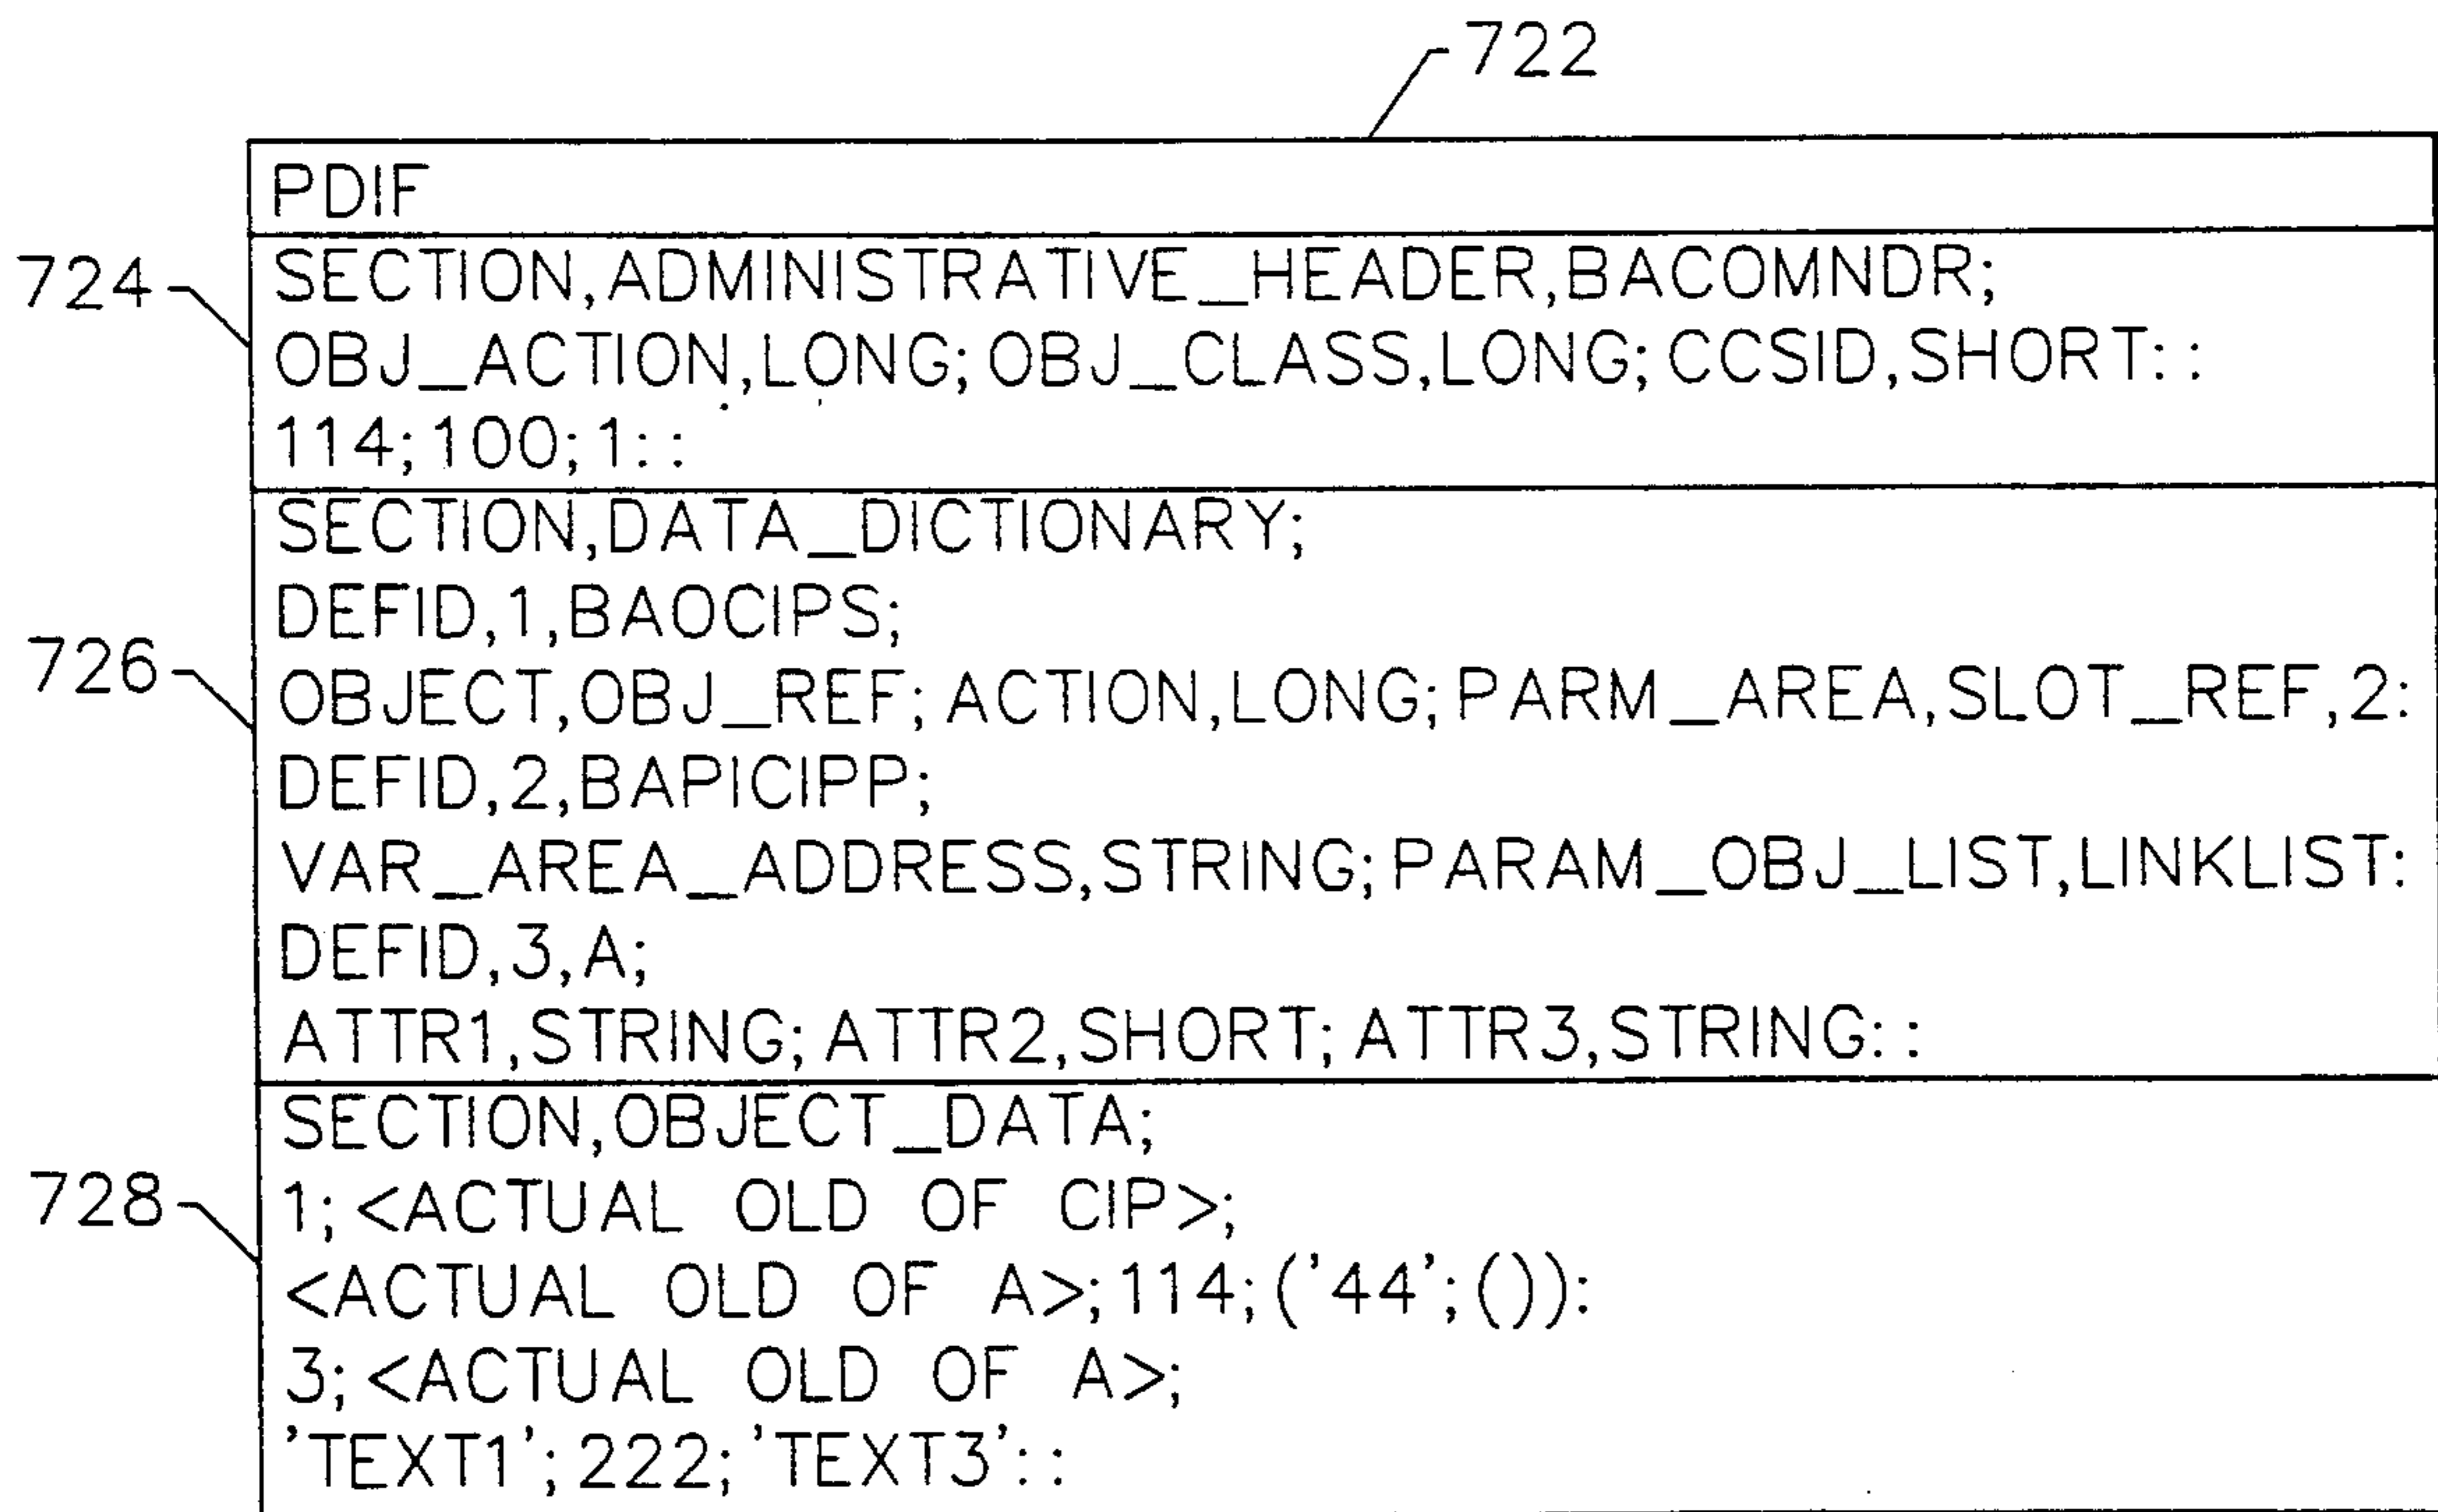 722
PDIF
724
SECTION,ADMINISTRATIVE_HEADER,BACOMNDR;
OBJ_ACTION,LONG;OBJ_CLASS,LONG;CCSID,SHORT::
114;100;1::
SECTION,DATA_DICTIONARY;
DEFID,1,BAOCIPS;
726
OBJECT,OBJ_REF;ACTION,LONG;PARM_AREA,SLOT_REF,2:
DEFID,2,BAPICIPP;
VAR_AREA_ADDRESS,STRING;PARAM_OBJ_LIST,LINKLIST:
DEFID,3,A;
ATTR1,STRING;ATTR2,SHORT;ATTR3,STRING::
SECTION,OBJECT_DATA;
728
1;<ACTUAL OLD OF CIP>;
<ACTUAL OLD OF A>;114;('44';()):
3;<ACTUAL OLD OF A>;
'TEXT1';222;'TEXT3'::